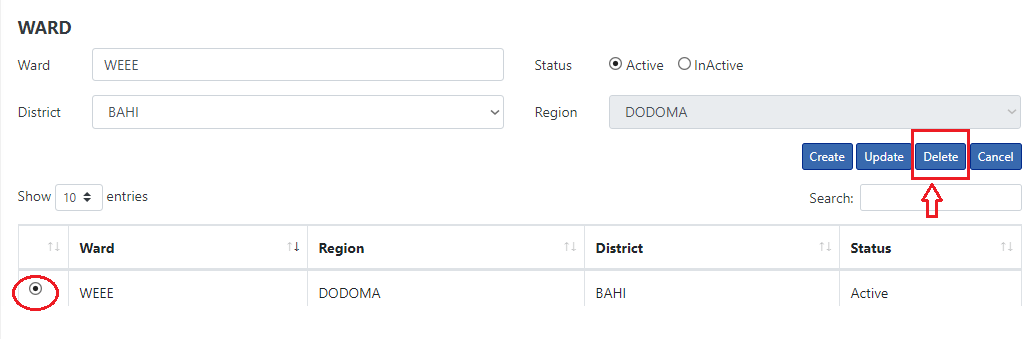 WARD
Ward WEEE Status Active InActive
District BAHI Region DODOMA
Create Update Delete Cancel
Show 10 entries Search:
Ward Region District Status
WEEE DODOMA BAHI Active